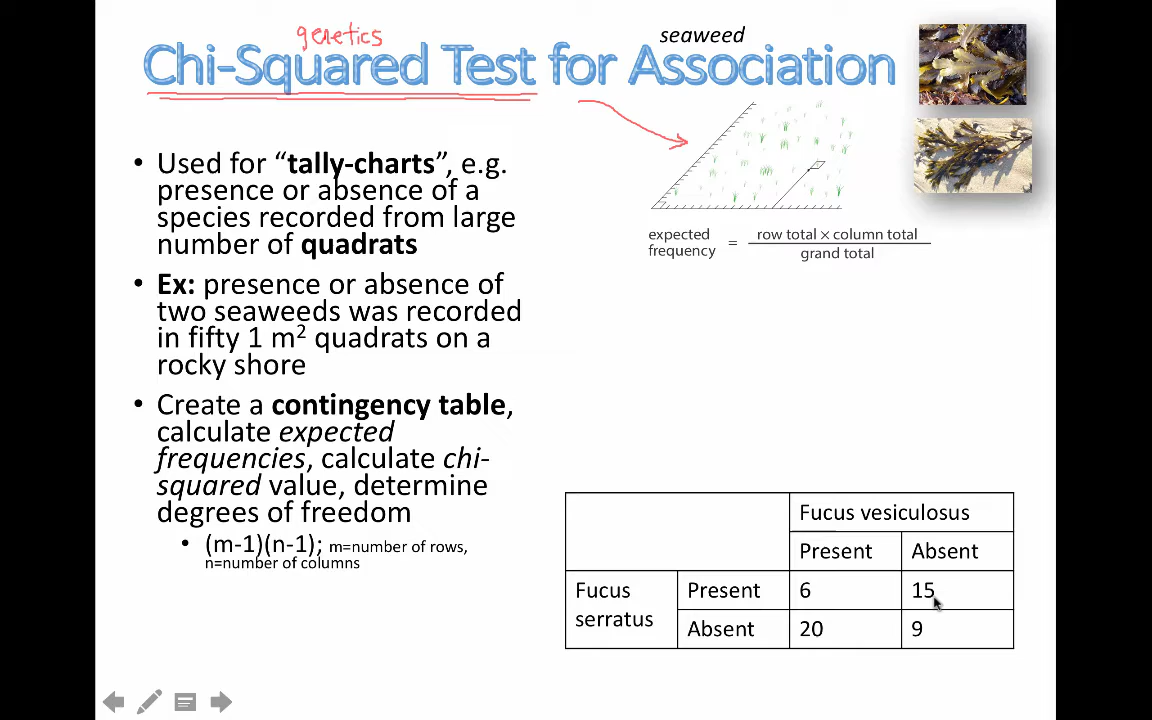 genetics
seaweed
Chi-Squared Test for Association
• Used for “tally-charts”, e.g.
presence or absence of a
species recorded from large
number of quadrats
• Ex: presence or absence of
two seaweeds was recorded
in fifty 1 m² quadrats on a
rocky shore
• Create a contingency table,
calculate expected
frequencies, calculate chi-
squared value, determine
degrees of freedom
• (m-1)(n-1); m=number of rows,
n=number of columns
expected
frequency
=
row total × column total
grand total
Fucus vesiculosus
Present Absent
Fucus
serratus
Present 6 15
Absent 20 9